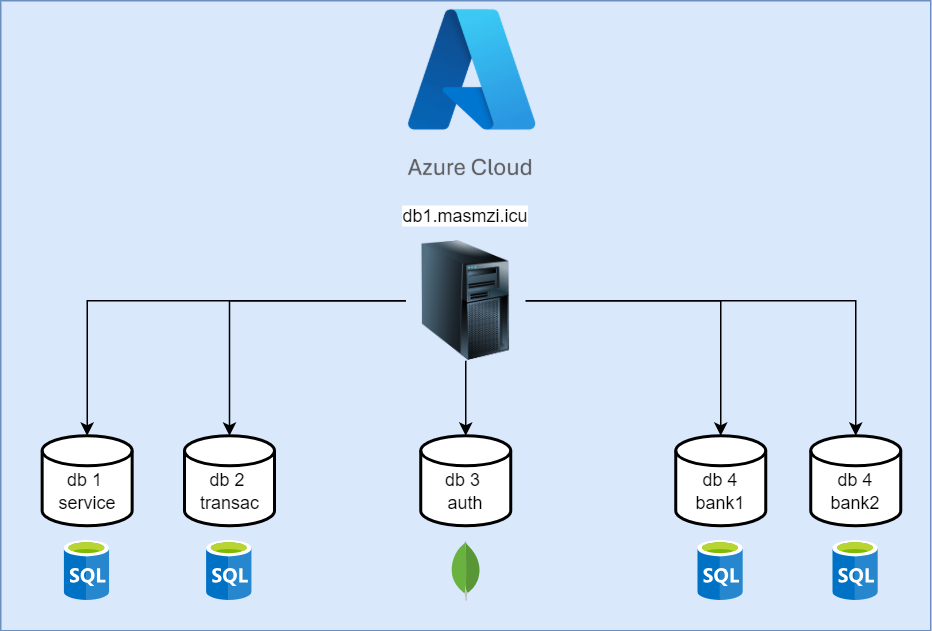 Azure Cloud
db1.masmzi.icu
db 1
service
db 2
transac
db 3
auth
db 4
bank1
db 4
bank2
SQL
SQL
SQL
SQL